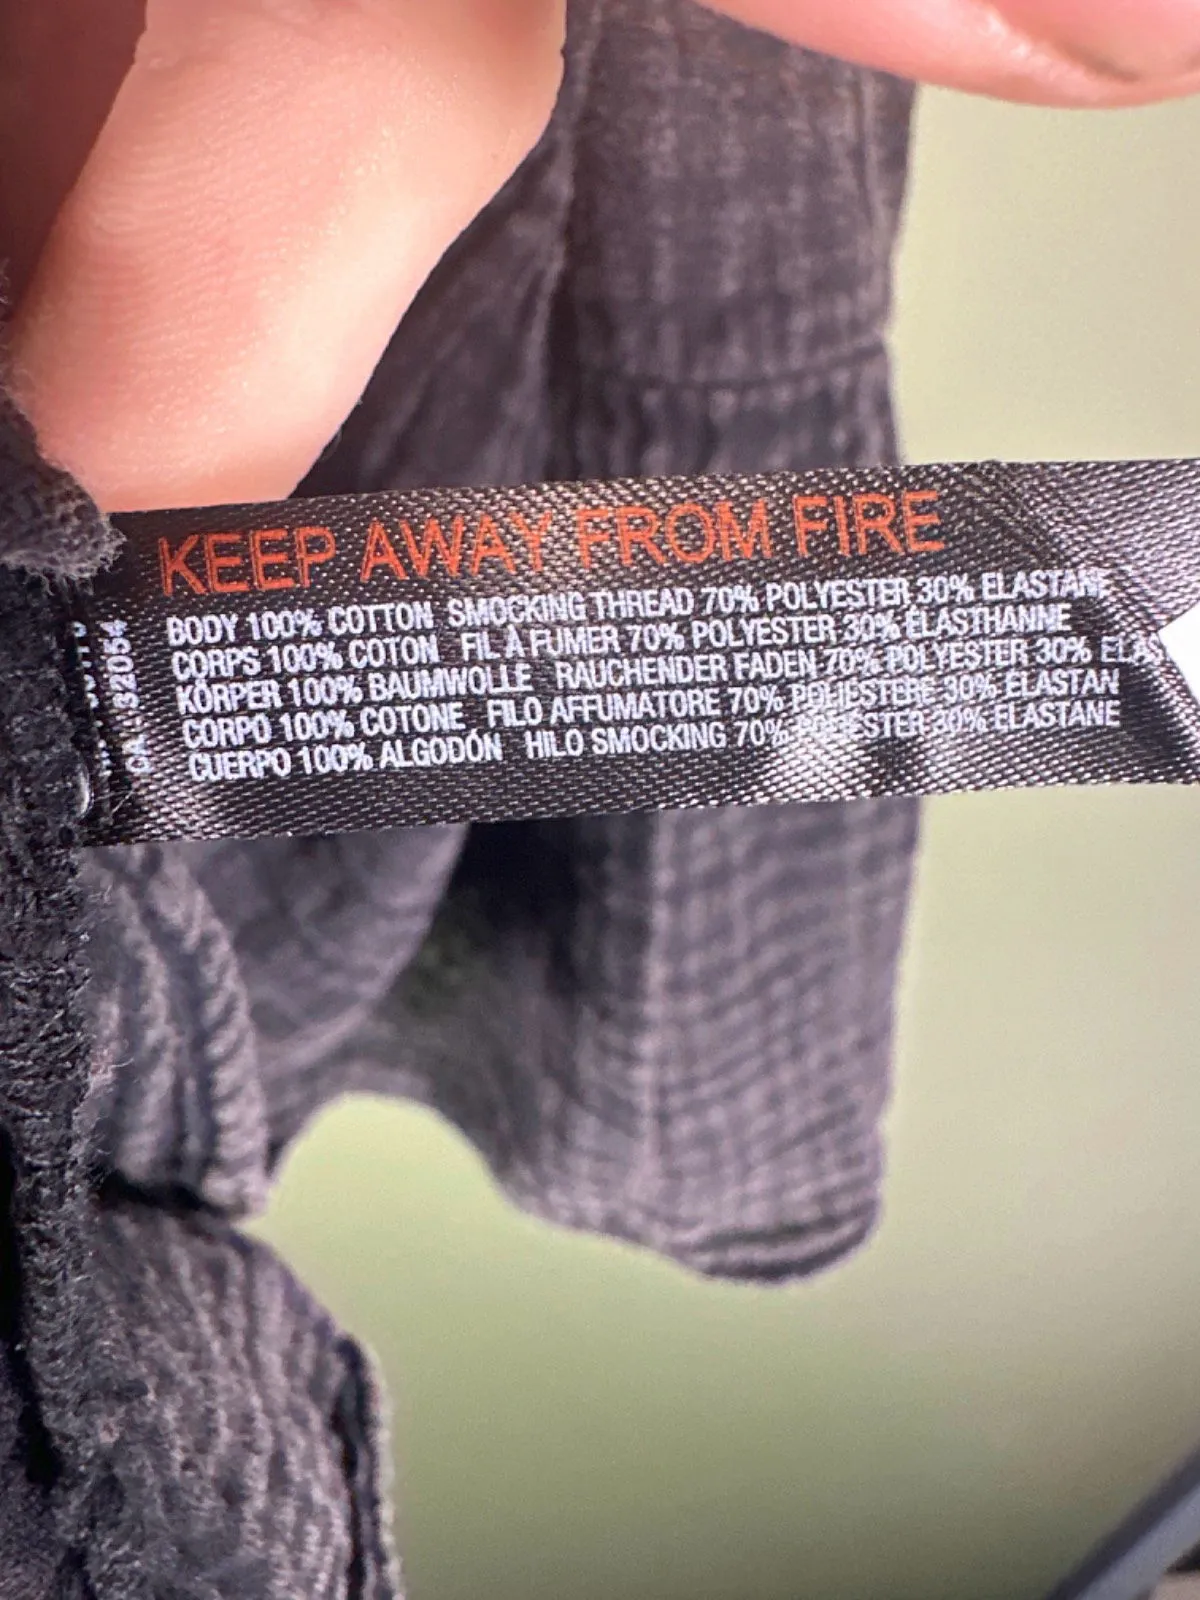 KEEP AWAY FROM FIRE
BODY 100% COTTON SMOCKING THREAD 70% POLYESTER 30% ELASTANE
CORPS 100% COTON FIL À FUMER 70% POLYESTER 30% ÉLASTHANNE
KÖRPER 100% BAUMWOLLE RAUCHENDER FADEN 70% POLYESTER 30% ELAS
CORPO 100% COTONE FILO AFFUMATORE 70% POLIESTERE 30% ELASTAN
CUERPO 100% ALGODÓN HILO SMOCKING 70% POLIESTER 30% ELASTANE
CA 32054